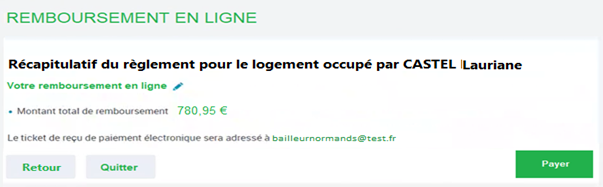 REMBOURSEMENT EN LIGNE
Récapitulatif du règlement pour le logement occupé par CASTEL Lauriane
Votre remboursement en ligne
• Montant total de remboursement 780,95 €
Le ticket de reçu de paiement électronique sera adressé à bailleurnormands@test.fr
Retour Quitter Payer